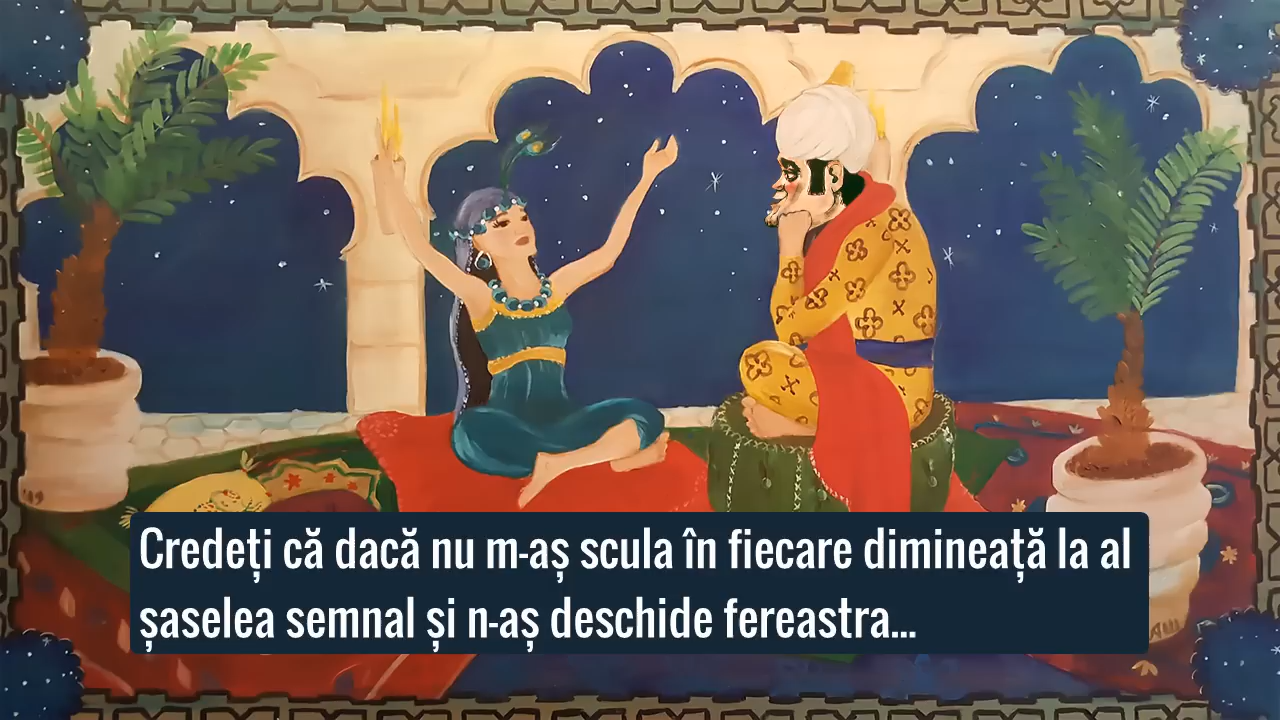 Credeți că dacă nu m-aș scula în fiecare dimineață la al
șaselea semnal și n-aș deschide fereastra...